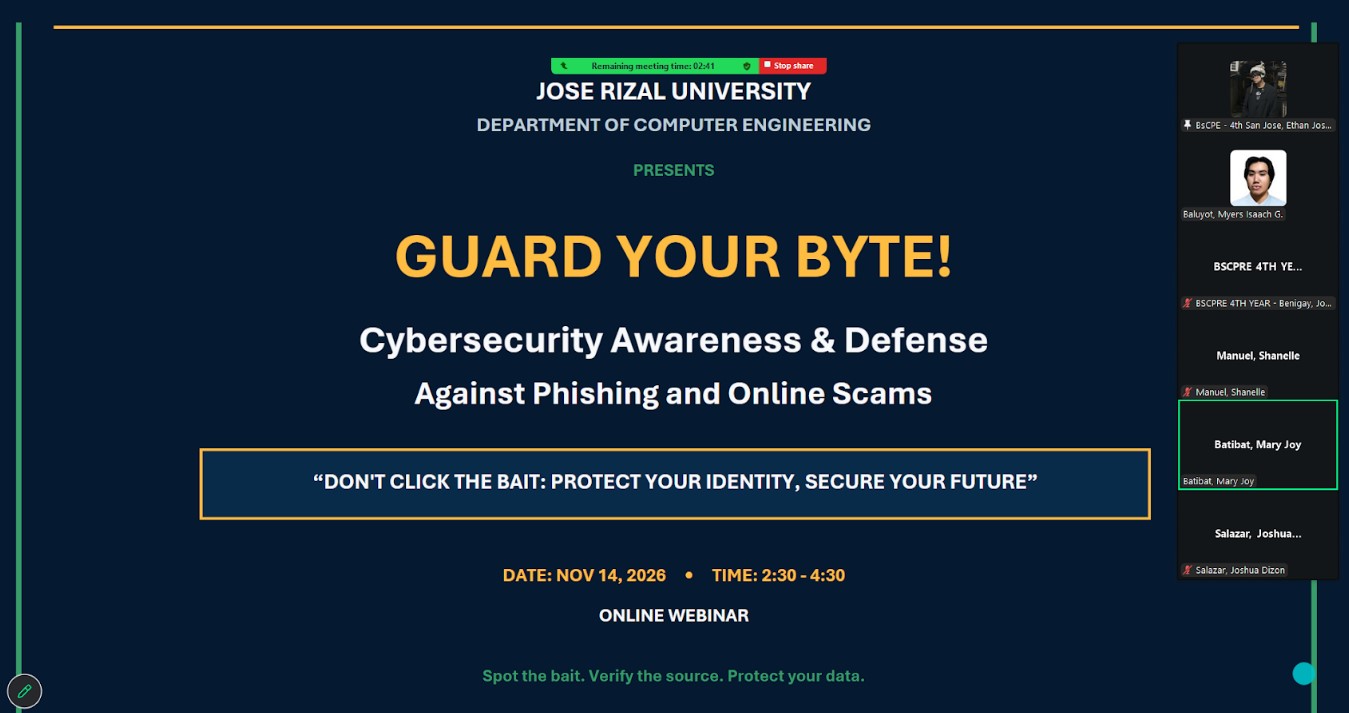 Remaining meeting time: 02:41
Stop share
JOSE RIZAL UNIVERSITY
DEPARTMENT OF COMPUTER ENGINEERING
PRESENTS
GUARD YOUR BYTE!
Cybersecurity Awareness & Defense
Against Phishing and Online Scams
“DON'T CLICK THE BAIT: PROTECT YOUR IDENTITY, SECURE YOUR FUTURE”
DATE: NOV 14, 2026 • TIME: 2:30 - 4:30
ONLINE WEBINAR
Spot the bait. Verify the source. Protect your data.
BsCPE - 4th San Jose, Ethan Jos...
Baluyot, Myers Isaach G.
BSCPRE 4TH YE...
BSCPRE 4TH YEAR - Benigay, Jo...
Manuel, Shanelle
Manuel, Shanelle
Batibat, Mary Joy
Batibat, Mary Joy
Salazar, Joshua...
Salazar, Joshua Dizon